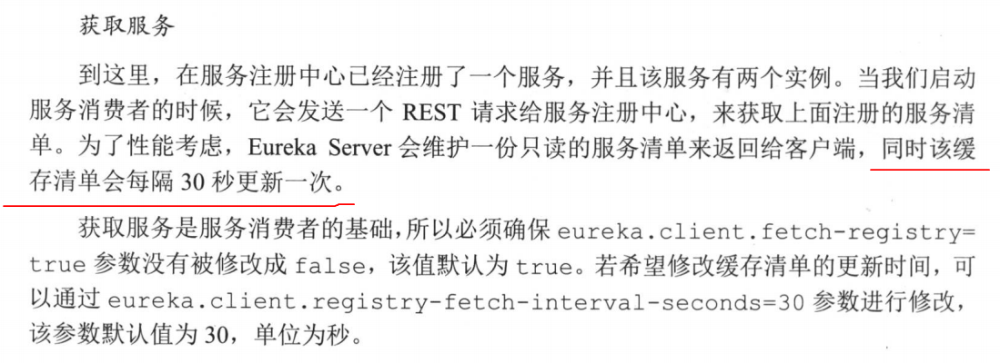 获取服务
到这里，在服务注册中心已经注册了一个服务，并且该服务有两个实例。当我们启动
服务消费者的时候，它会发送一个 REST 请求给服务注册中心，来获取上面注册的服务清
单。为了性能考虑，Eureka Server 会维护一份只读的服务清单来返回给客户端，同时该缓
存清单会每隔 30 秒更新一次。
获取服务是服务消费者的基础，所以必须确保 eureka.client.fetch-registry=
true 参数没有被修改成 false，该值默认为 true。若希望修改缓存清单的更新时间，可
以通过 eureka.client.registry-fetch-interval-seconds=30 参数进行修改，
该参数默认值为 30，单位为秒。